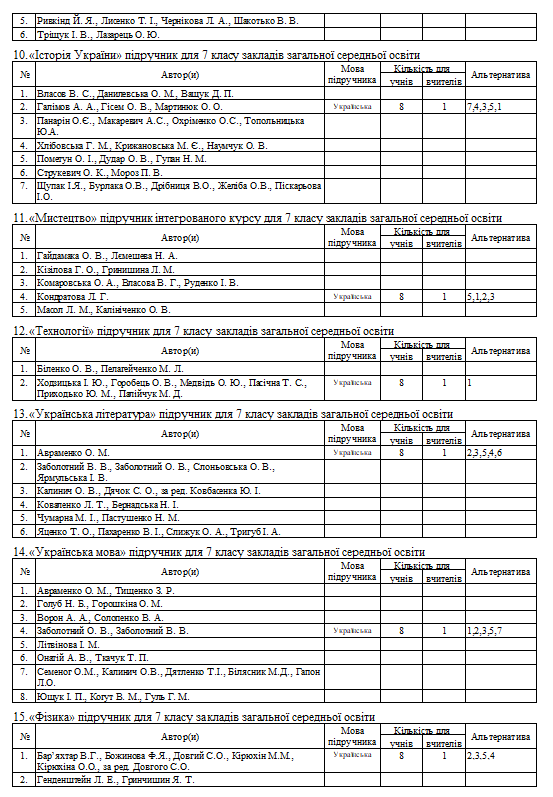 5. Ривкінд Й. Я., Лисенко Т. І., Чернікова Л. А., Шакотько В. В.
6. Тріщук І. В., Лазарець О. Ю.
10. «Історія України» підручник для 7 класу закладів загальної середньої освіти
№ Автор(и) Мова підручника Кількість для учнів вчителів Альтернатива
1. Власов В. С., Данилевська О. М., Ващук Д. П.
2. Галімов А. А., Гісем О. В., Мартинюк О. О. Українська 8 1 7,4,3,5,1
3. Панарін О.Є., Макаревич А.С., Охріменко О.С., Топольницька
Ю.А.
4. Хлібовська Г. М., Крижановська М. Є., Наумчук О. В.
5. Пометун О. І., Дудар О. В., Гупан Н. М.
6. Струкевич О. К., Мороз П. В.
7. Щупак І.Я., Бурлака О.В., Дрібниця В.О., Желіба О.В., Піскарьова
І.О.
11. «Мистецтво» підручник інтегрованого курсу для 7 класу закладів загальної середньої освіти
№ Автор(и) Мова підручника Кількість для учнів вчителів Альтернатива
1. Гайдамака О. В., Лємешева Н. А.
2. Кізілова Г. О., Гринишина Л. М.
3. Комаровська О. А., Власова В. Г., Руденко І. В.
4. Кондратова Л. Г. Українська 8 1 5,1,2,3
5. Масол Л. М., Калініченко О. В.
12. «Технології» підручник для 7 класу закладів загальної середньої освіти
№ Автор(и) Мова підручника Кількість для учнів вчителів Альтернатива
1. Біленко О. В., Пелагейченко М. Л.
2. Ходзицька І. Ю., Горобець О. В., Медвідь О. Ю., Пасічна Т. С., Українська 8 1 1
Приходько Ю. М., Палійчук М. Д.
13. «Українська література» підручник для 7 класу закладів загальної середньої освіти
№ Автор(и) Мова підручника Кількість для учнів вчителів Альтернатива
1. Авраменко О. М. Українська 8 1 2,3,5,4,6
2. Заболотний В. В., Заболотний О. В., Слоньовська О. В.,
Ярмульська І. В.
3. Калинич О. В., Дячок С. О., за ред. Ковбасенка Ю. І.
4. Коваленко Л. Т., Бернадська Н. І.
5. Чумарна М. І., Пастушенко Н. М.
6. Яценко Т. О., Пахаренко В. І., Слижук О. А., Тригуб І. А.
14. «Українська мова» підручник для 7 класу закладів загальної середньої освіти
№ Автор(и) Мова підручника Кількість для учнів вчителів Альтернатива
1. Авраменко О. М., Тищенко З. Р.
2. Голуб Н. Б., Горошкіна О. М.
3. Ворон А. А., Солопенко В. А.
4. Заболотний О. В., Заболотний В. В. Українська 8 1 1,2,3,5,7
5. Літвінова І. М.
6. Онатій А. В., Ткачук Т. П.
7. Семеног О.М., Калинич О.В., Дятленко Т.І., Білясник М.Д., Гапон
Л.О.
8. Ющук І. П., Когут В. М., Гуль Г. М.
15. «Фізика» підручник для 7 класу закладів загальної середньої освіти
№ Автор(и) Мова підручника Кількість для учнів вчителів Альтернатива
1. Бар’яхтар В.Г., Божинова Ф.Я., Довгий С.О., Кірюхін М.М., Українська 8 1 2,3,5,4
Кірюхіна О.О., за ред. Довгого С.О.
2. Генденштейн Л. Е., Гринчишин Я. Т.